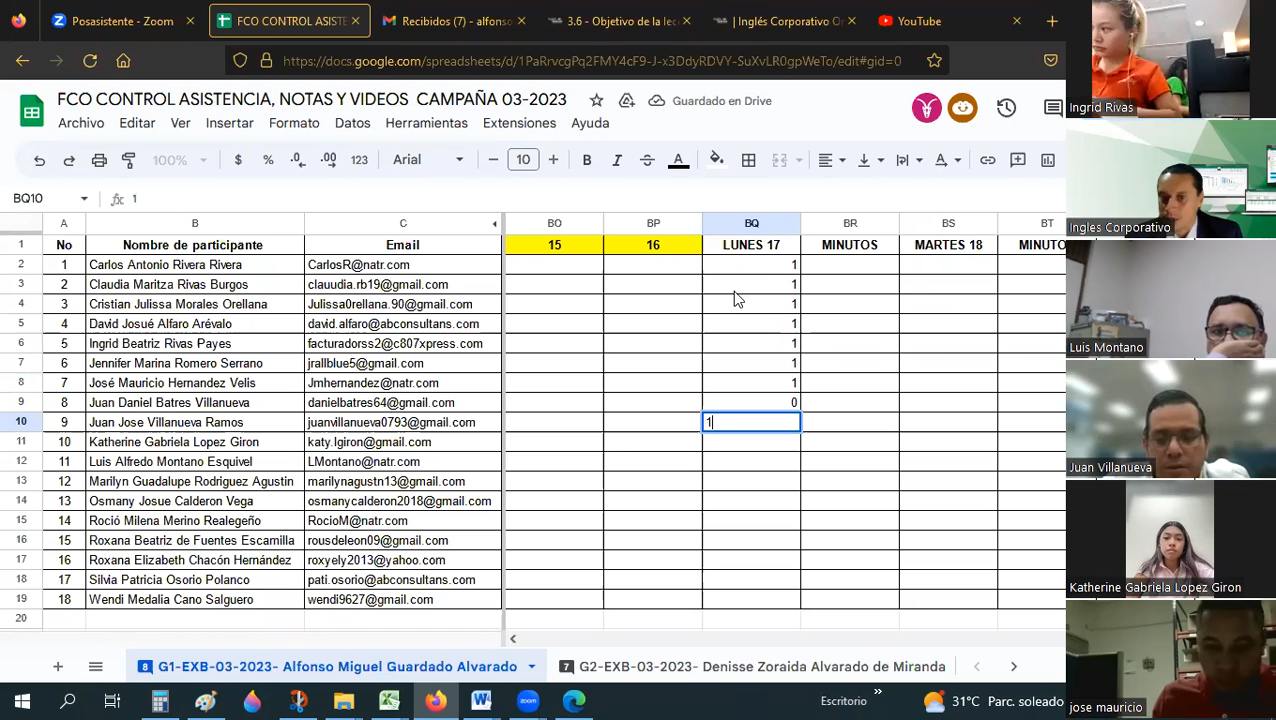 Posasistente - Zoom
FCO CONTROL ASISTE
Recibidos (7) - alfonso
3.6 - Objetivo de la lec
| Inglés Corporativo O
YouTube
https://docs.google.com/spreadsheets/d/1PaRrvcgPq2FMY4cF9-J-x3DdyRDVY-SuXvLR0gpWeTo/edit#gid=0
FCO CONTROL ASISTENCIA, NOTAS Y VIDEOS CAMPAÑA 03-2023
Guardado en Drive
Archivo Editar Ver Insertar Formato Datos Herramientas Extensiones Ayuda
100% $ % .0 .00 123 Arial 10 B I A
BQ10 fx 1
A B C BO BP BQ BR BS BT
1 No Nombre de participante Email 15 16 LUNES 17 MINUTOS MARTES 18 MINUTO
2 1 Carlos Antonio Rivera Rivera CarlosR@natr.com 1
3 2 Claudia Maritza Rivas Burgos clauudia.rb19@gmail.com 1
4 3 Cristian Julissa Morales Orellana Julissa0rellana.90@gmail.com 1
5 4 David Josué Alfaro Arévalo david.alfaro@abconsultans.com 1
6 5 Ingrid Beatriz Rivas Payes facturadorss2@c807xpress.com 1
7 6 Jennifer Marina Romero Serrano jrallblue5@gmail.com 1
8 7 José Mauricio Hernandez Velis Jmhernandez@natr.com 1
9 8 Juan Daniel Batres Villanueva danielbatres64@gmail.com 0
10 9 Juan Jose Villanueva Ramos juanvillanueva0793@gmail.com 1
11 10 Katherine Gabriela Lopez Giron katy.lgiron@gmail.com
12 11 Luis Alfredo Montano Esquivel LMontano@natr.com
13 12 Marilyn Guadalupe Rodriguez Agustin marilynagustn13@gmail.com
14 13 Osmany Josue Calderon Vega osmanycalderon2018@gmail.com
15 14 Roció Milena Merino Realegeño RocioM@natr.com
16 15 Roxana Beatriz de Fuentes Escamilla rousdeleon09@gmail.com
17 16 Roxana Elizabeth Chacón Hernández roxyely2013@yahoo.com
18 17 Silvia Patricia Osorio Polanco pati.osorio@abconsultans.com
19 18 Wendi Medalia Cano Salguero wendi9627@gmail.com
20
8 G1-EXB-03-2023- Alfonso Miguel Guardado Alvarado 7 G2-EXB-03-2023- Denisse Zoraida Alvarado de Miranda
Escritorio 31°C Parc. soleado
Ingrid Rivas
Ingles Corporativo
Luis Montano
Juan Villanueva
Katherine Gabriela Lopez Giron
jose mauricio